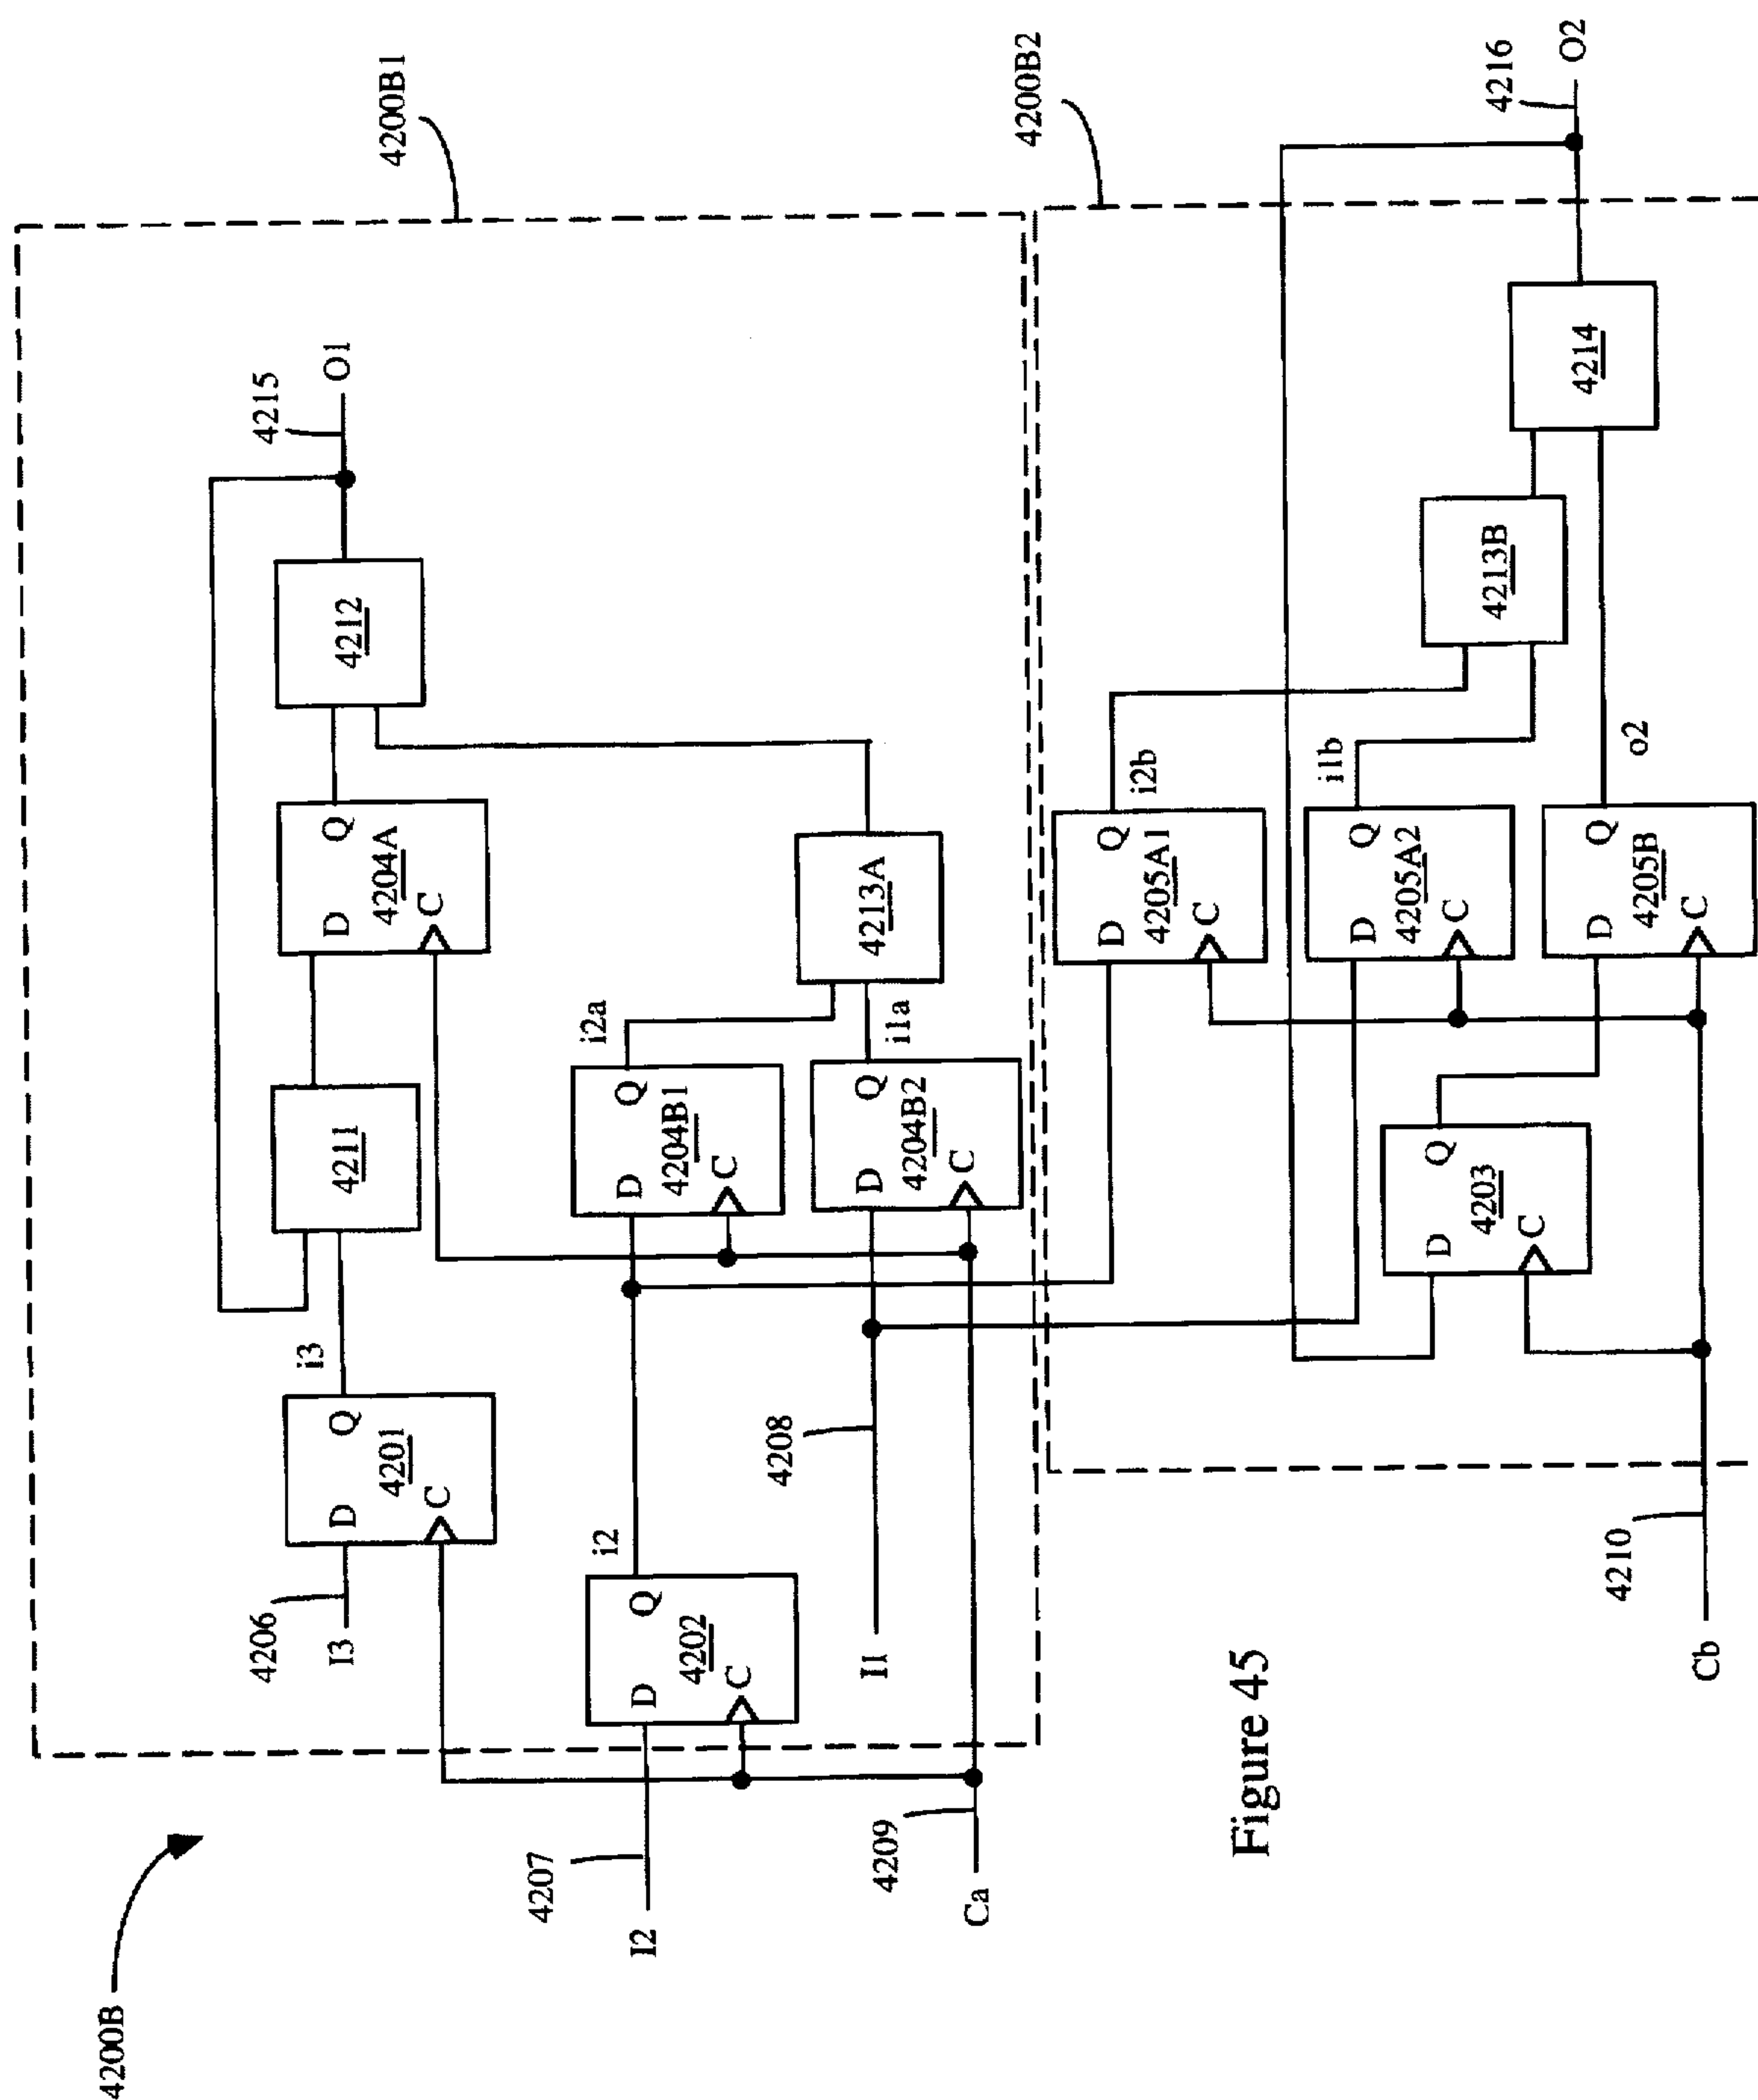 4200B
4200B1
4206
I3
D
4201
Q
C
i3
4211
D
4204A
Q
C
4212
4215
O1
4207
I2
D
4202
Q
C
i2
D
4204B1
Q
C
i2a
4208
I1
D
4204B2
Q
C
i1a
4213A
4209
Ca
4200B2
D
4205A1
Q
C
i2b
D
4205A2
Q
C
i1b
4213B
D
4203
Q
C
D
4205B
Q
C
o2
4214
4216
O2
4210
Cb
Figure 45